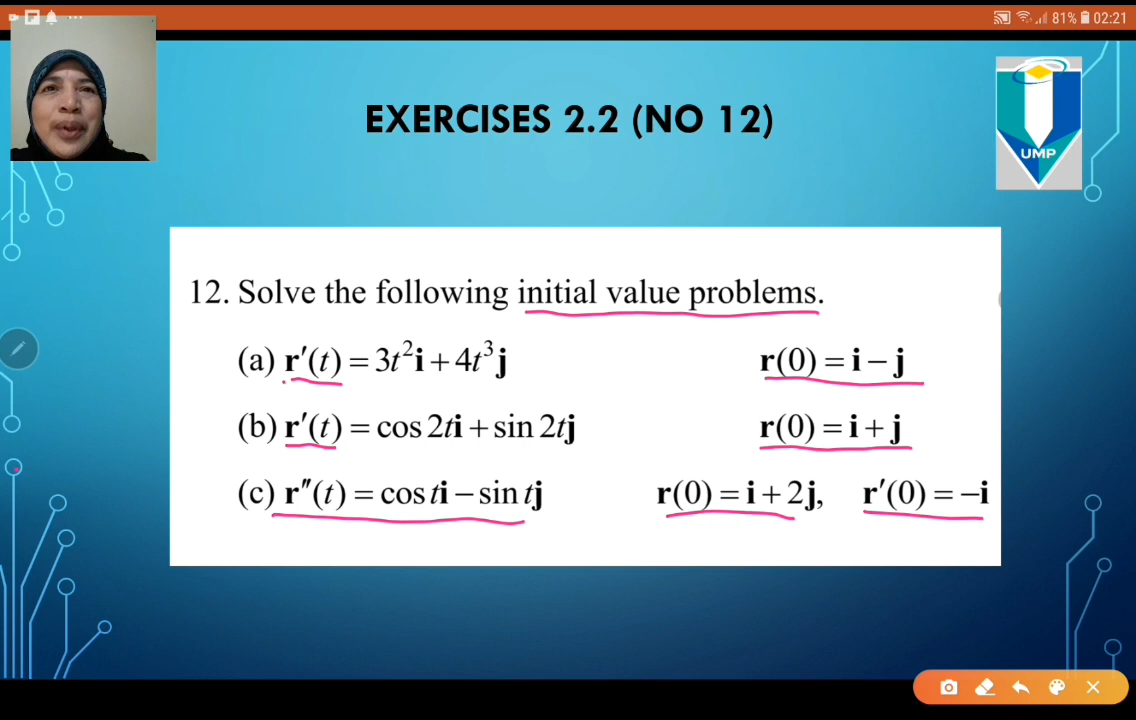 81% 02:21
EXERCISES 2.2 (NO 12)
UMP
12. Solve the following initial value problems.
(a) r′(t) = 3t²i + 4t³j r(0) = i − j
(b) r′(t) = cos 2ti + sin 2tj r(0) = i + j
(c) r″(t) = cos ti − sin tj r(0) = i + 2j, r′(0) = −i